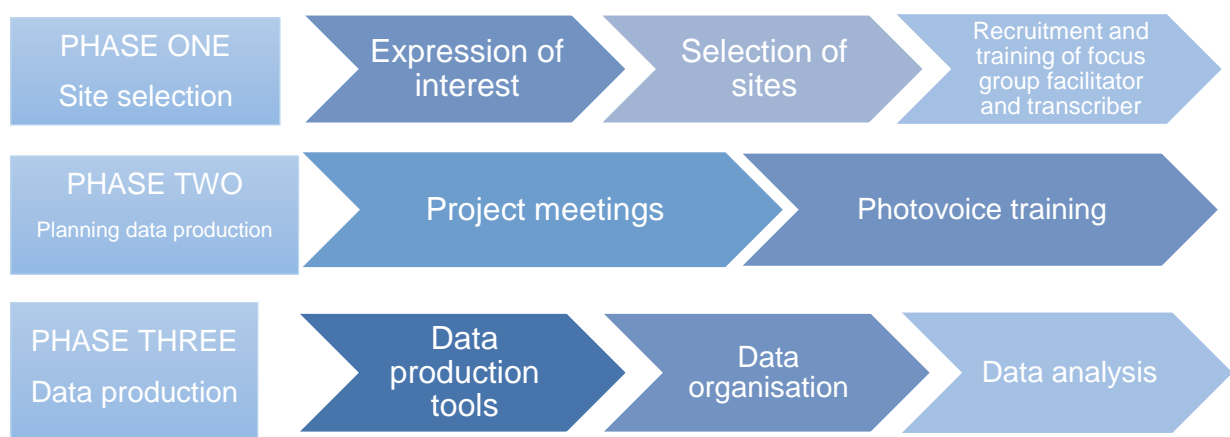 PHASE ONE
Site selection
Expression of
interest
Selection of
sites
Recruitment and
training of focus
group facilitator
and transcriber
PHASE TWO
Planning data production
Project meetings
Photovoice training
PHASE THREE
Data production
Data
production
tools
Data
organisation
Data analysis